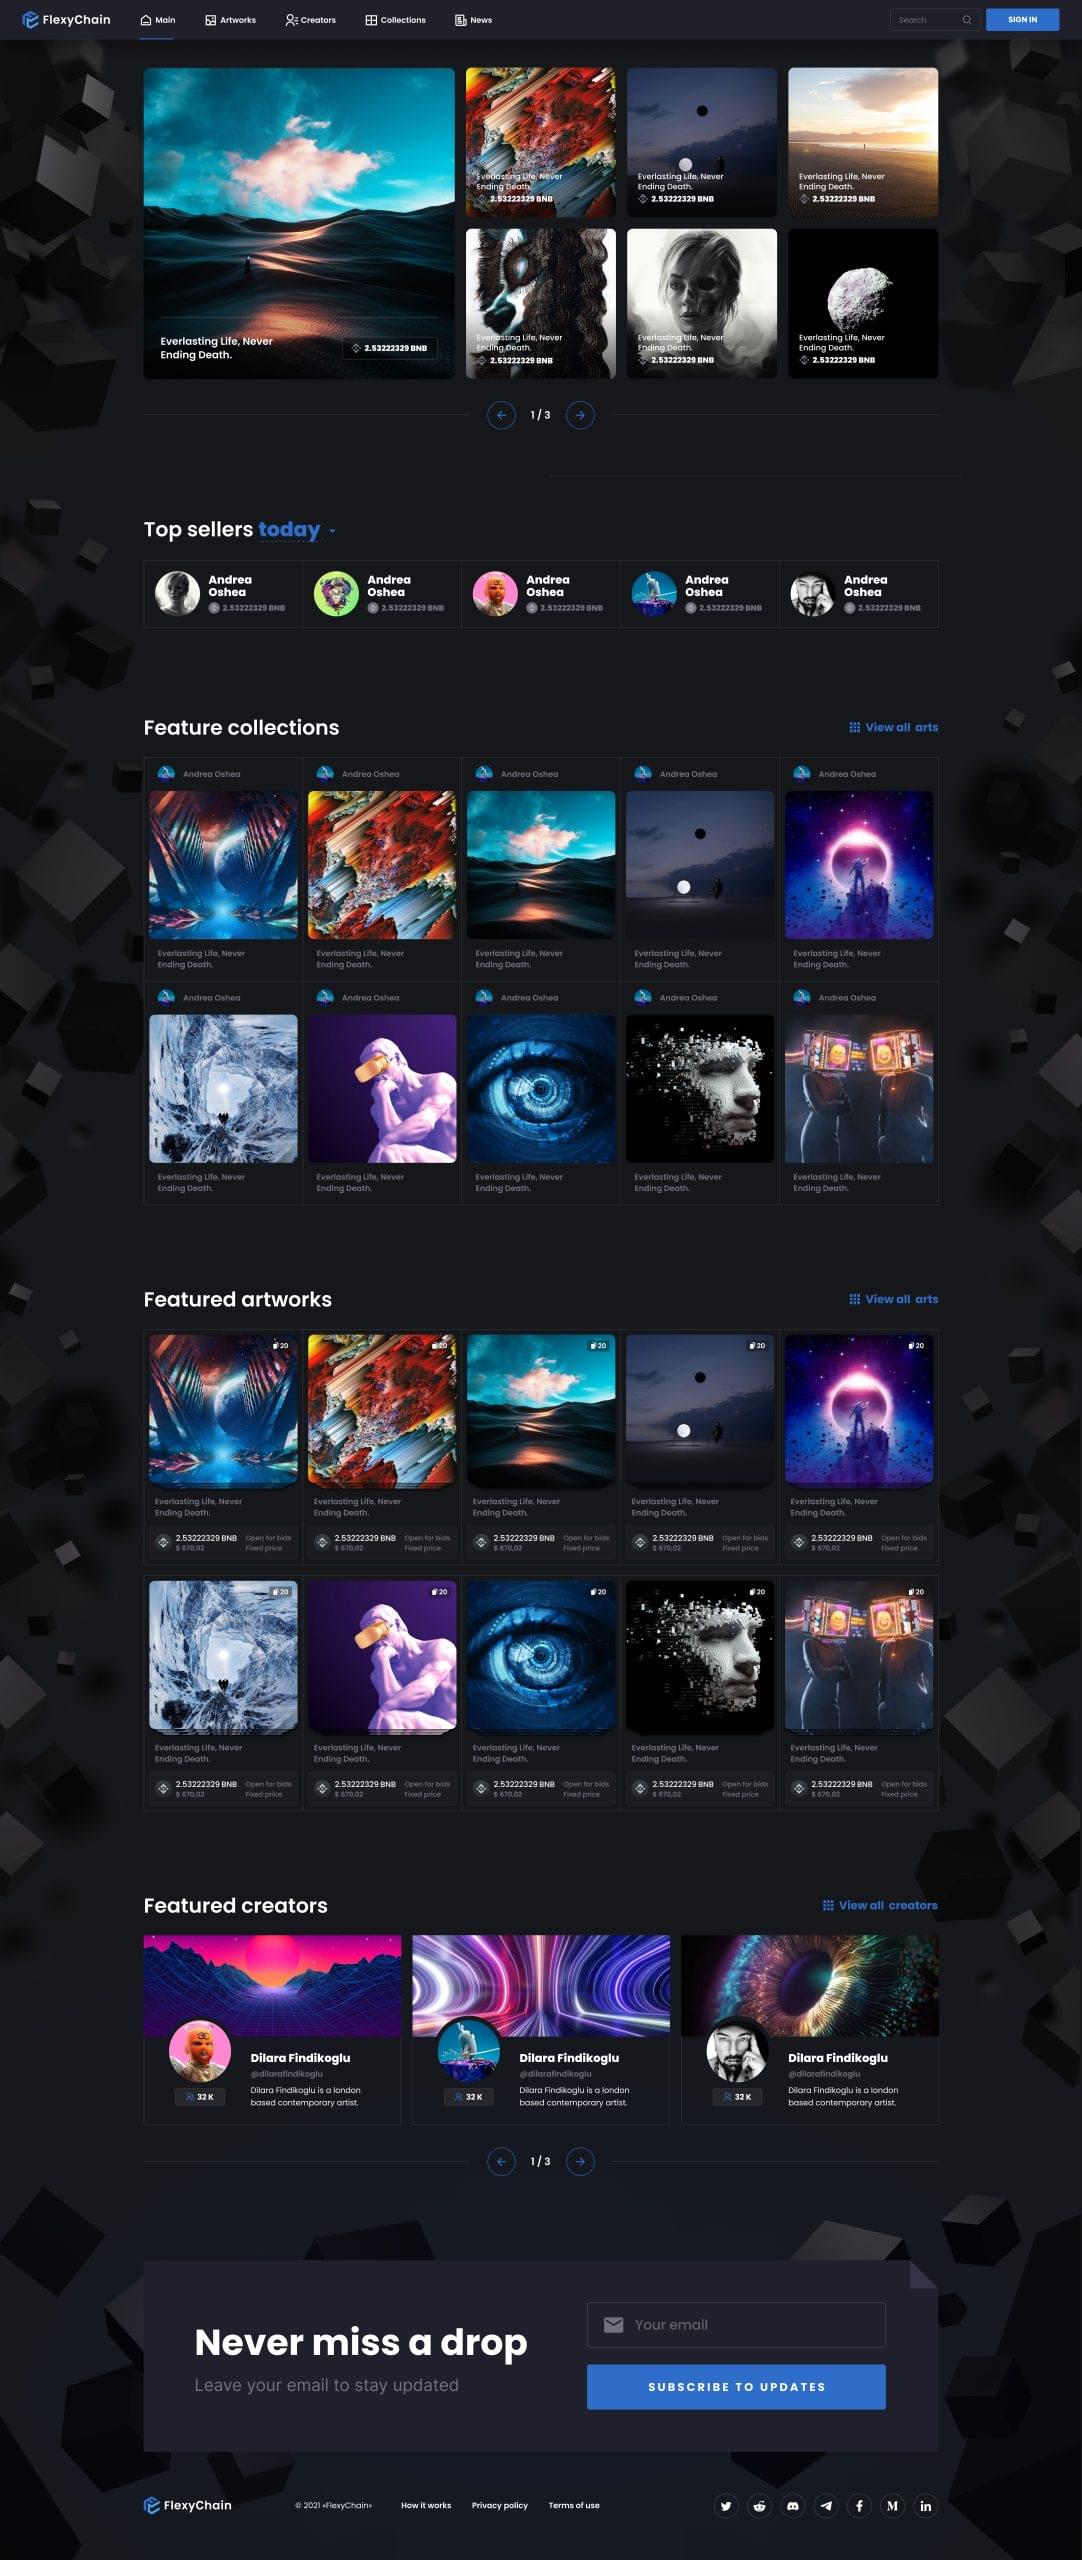 FlexyChain
Main
Artworks
Creators
Collections
News
Search
SIGN IN
Everlasting Life, Never
Ending Death.
2.53222329 BNB
Everlasting Life, Never
Ending Death.
2.53222329 BNB
Everlasting Life, Never
Ending Death.
2.53222329 BNB
Everlasting Life, Never
Ending Death.
2.53222329 BNB
Everlasting Life, Never
Ending Death.
2.53222329 BNB
Everlasting Life, Never
Ending Death.
2.53222329 BNB
Everlasting Life, Never
Ending Death.
2.53222329 BNB
1 / 3
Top sellers today
Andrea
Oshea
2.53222329 BNB
Andrea
Oshea
2.53222329 BNB
Andrea
Oshea
2.53222329 BNB
Andrea
Oshea
2.53222329 BNB
Andrea
Oshea
2.53222329 BNB
Feature collections
View all arts
Andrea Oshea
Everlasting Life, Never
Ending Death.
Andrea Oshea
Everlasting Life, Never
Ending Death.
Andrea Oshea
Everlasting Life, Never
Ending Death.
Andrea Oshea
Everlasting Life, Never
Ending Death.
Andrea Oshea
Everlasting Life, Never
Ending Death.
Andrea Oshea
Everlasting Life, Never
Ending Death.
Andrea Oshea
Everlasting Life, Never
Ending Death.
Andrea Oshea
Everlasting Life, Never
Ending Death.
Andrea Oshea
Everlasting Life, Never
Ending Death.
Andrea Oshea
Everlasting Life, Never
Ending Death.
Featured artworks
View all arts
20
Everlasting Life, Never
Ending Death.
2.53222329 BNB
$ 670,02
Open for bids
Fixed price
20
Everlasting Life, Never
Ending Death.
2.53222329 BNB
$ 670,02
Open for bids
Fixed price
20
Everlasting Life, Never
Ending Death.
2.53222329 BNB
$ 670,02
Open for bids
Fixed price
20
Everlasting Life, Never
Ending Death.
2.53222329 BNB
$ 670,02
Open for bids
Fixed price
20
Everlasting Life, Never
Ending Death.
2.53222329 BNB
$ 670,02
Open for bids
Fixed price
20
Everlasting Life, Never
Ending Death.
2.53222329 BNB
$ 670,02
Open for bids
Fixed price
20
Everlasting Life, Never
Ending Death.
2.53222329 BNB
$ 670,02
Open for bids
Fixed price
20
Everlasting Life, Never
Ending Death.
2.53222329 BNB
$ 670,02
Open for bids
Fixed price
20
Everlasting Life, Never
Ending Death.
2.53222329 BNB
$ 670,02
Open for bids
Fixed price
20
Everlasting Life, Never
Ending Death.
2.53222329 BNB
$ 670,02
Open for bids
Fixed price
Featured creators
View all creators
32 K
Dilara Findikoglu
@dilarafindikoglu
Dilara Findikoglu is a london
based contemporary artist.
32 K
Dilara Findikoglu
@dilarafindikoglu
Dilara Findikoglu is a london
based contemporary artist.
32 K
Dilara Findikoglu
@dilarafindikoglu
Dilara Findikoglu is a london
based contemporary artist.
1 / 3
Never miss a drop
Leave your email to stay updated
Your email
SUBSCRIBE TO UPDATES
FlexyChain
© 2021 «FlexyChain»
How it works
Privacy policy
Terms of use